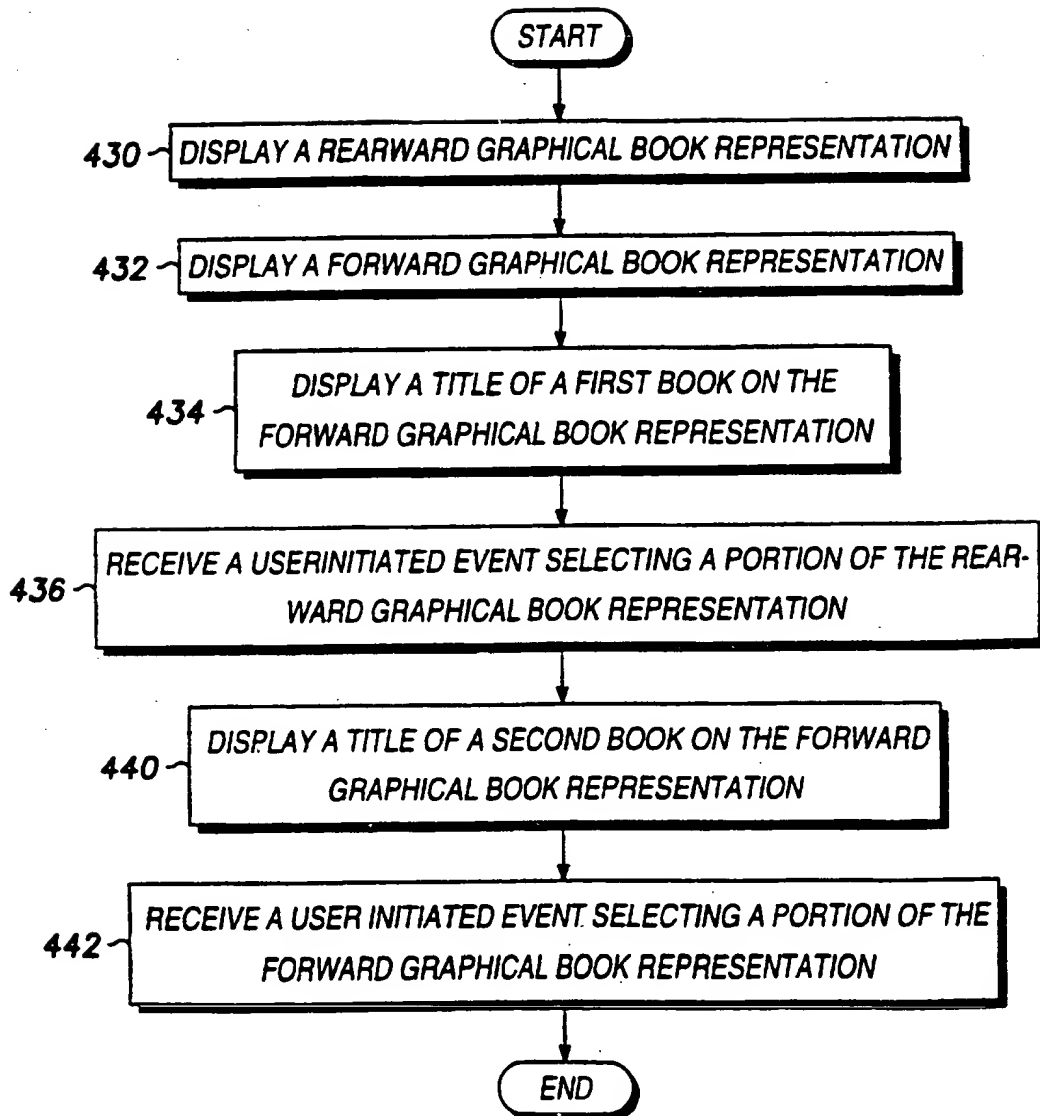 START
430 DISPLAY A REARWARD GRAPHICAL BOOK REPRESENTATION
432 DISPLAY A FORWARD GRAPHICAL BOOK REPRESENTATION
DISPLAY A TITLE OF A FIRST BOOK ON THE
434
FORWARD GRAPHICAL BOOK REPRESENTATION
RECEIVE A USERINITIATED EVENT SELECTING A PORTION OF THE REAR-
436
WARD GRAPHICAL BOOK REPRESENTATION
DISPLAY A TITLE OF A SECOND BOOK ON THE FORWARD
440
GRAPHICAL BOOK REPRESENTATION
RECEIVE A USER INITIATED EVENT SELECTING A PORTION OF THE
442
FORWARD GRAPHICAL BOOK REPRESENTATION
END